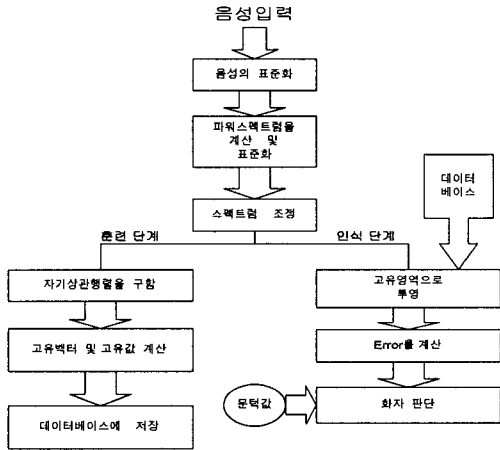 음성입력
음성의 표준화
파워스펙트럼을
계산 및
표준화
스펙트럼 조정
데이터
베이스
훈련 단계
인식 단계
자기상관행렬을 구함
고유벡터 및 고유값 계산
데이터베이스에 저장
고유영역으로
투영
Error를 계산
문턱값
화자 판단